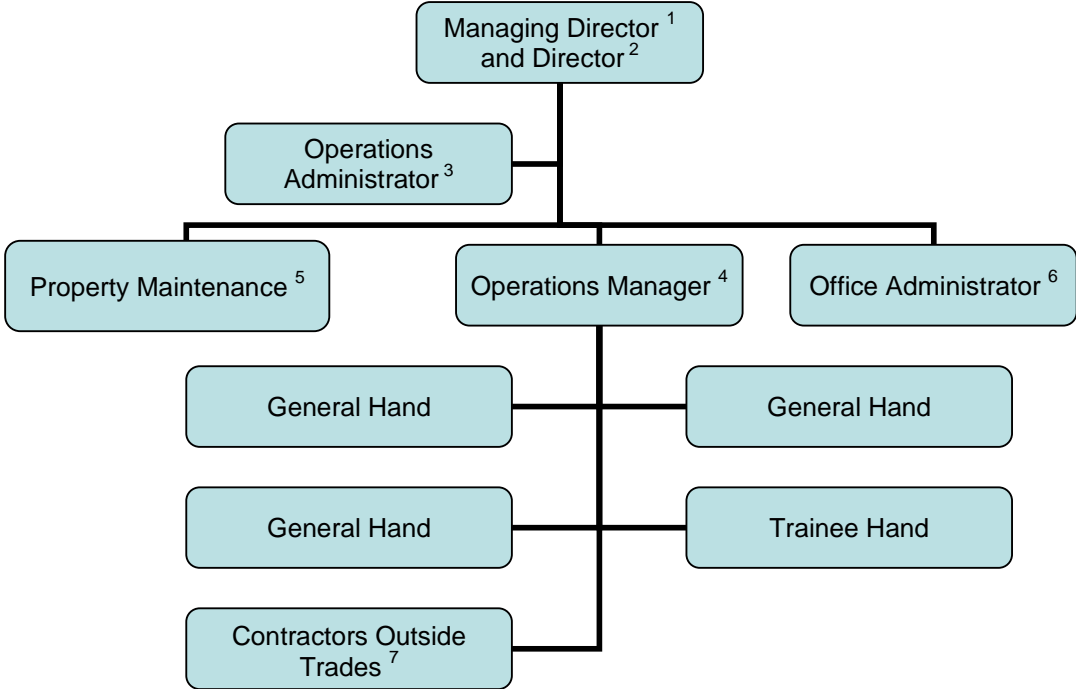 Managing Director 1
and Director 2
Operations
Administrator 3
Property Maintenance 5
Operations Manager 4
Office Administrator 6
General Hand
General Hand
General Hand
Trainee Hand
Contractors Outside
Trades 7